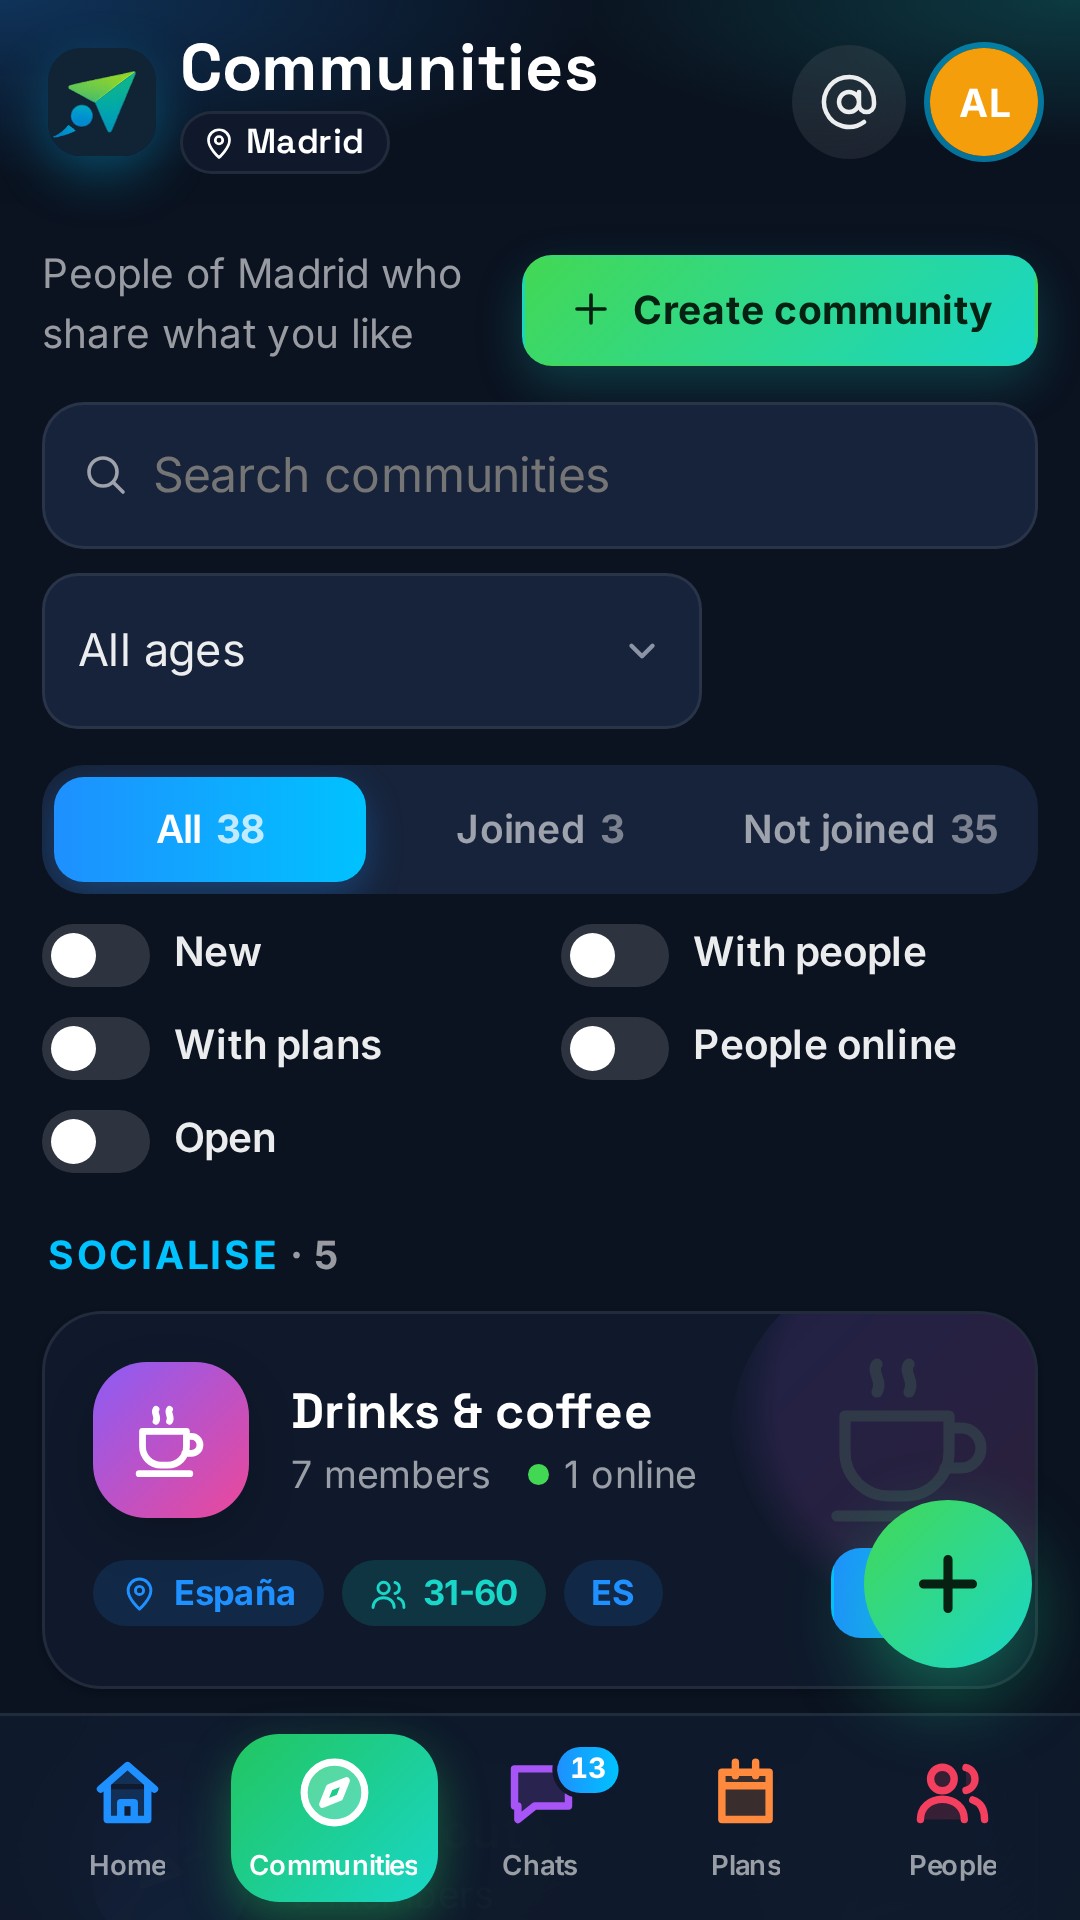 Communities
Madrid
@
AL
People of Madrid who
share what you like
+ Create community
Search communities
All ages
All 38
Joined 3
Not joined 35
New
With people
With plans
People online
Open
SOCIALISE · 5
Drinks & coffee
7 members
1 online
España
31-60
ES
13
Home
Communities
Chats
Plans
People